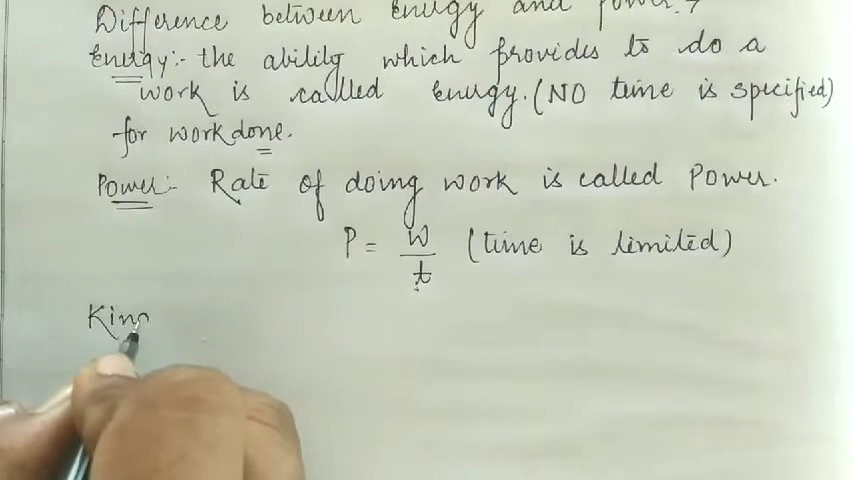 Difference between energy and power. →
Energy:- the ability which provides to do a
work is called energy. (NO time is specified)
for work done.
Power:- Rate of doing work is called Power.
P = W/t (time is limited)
Kin